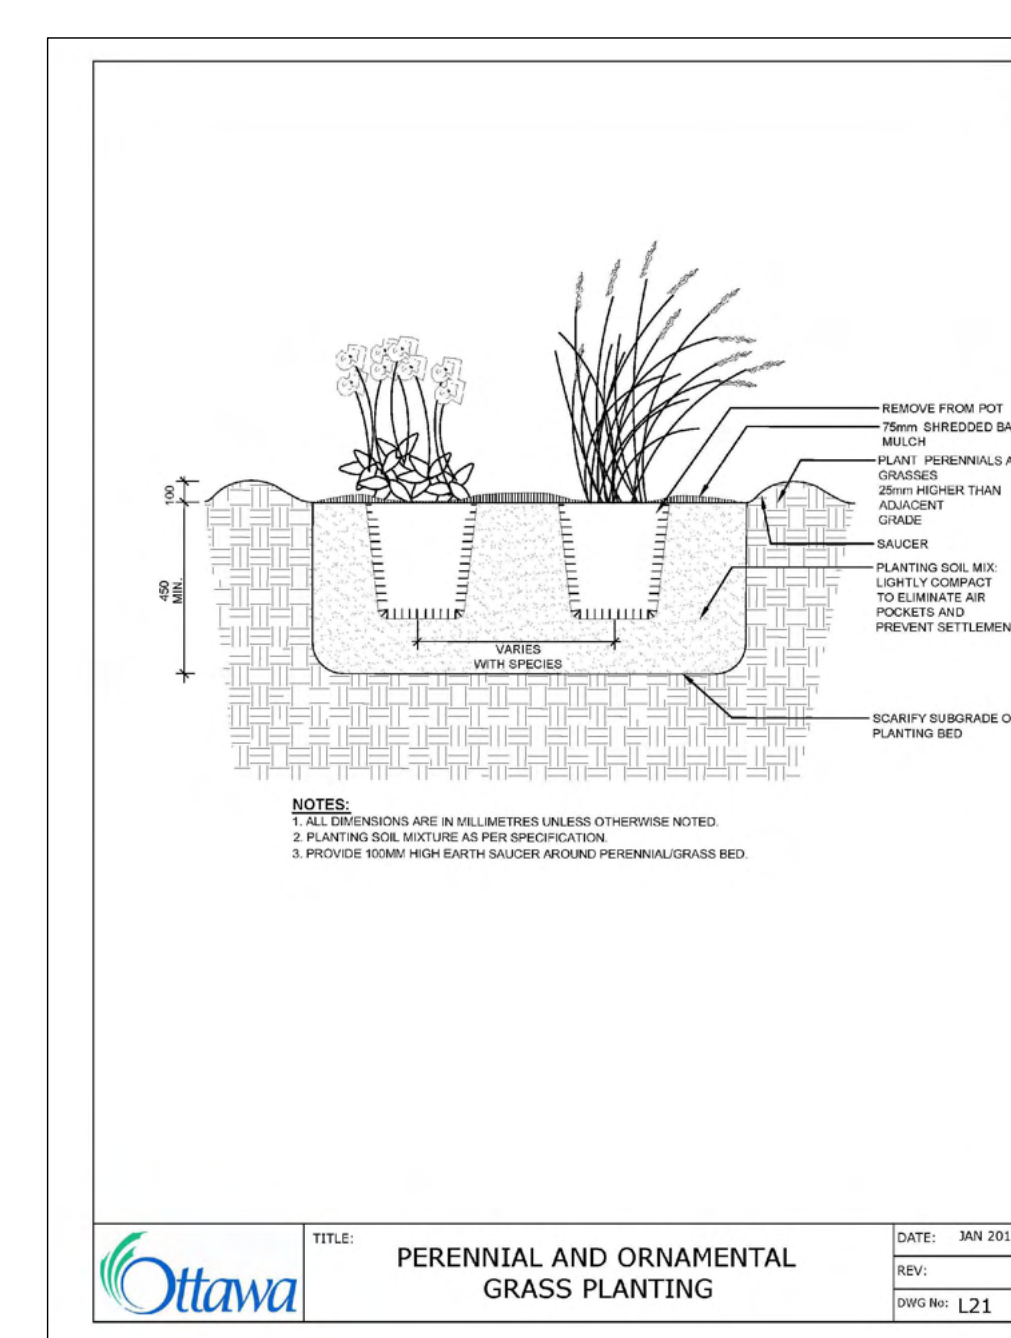 REMOVE FROM POT
75mm SHREDDED BA
MULCH
PLANT PERENNIALS A
GRASSES
25mm HIGHER THAN
ADJACENT
GRADE
SAUCER
PLANTING SOIL MIX:
LIGHTLY COMPACT
TO ELIMINATE AIR
POCKETS AND
PREVENT SETTLEMEN
SCARIFY SUBGRADE O
PLANTING BED
100
450
MIN.
VARIES
WITH SPECIES
NOTES:
1. ALL DIMENSIONS ARE IN MILLIMETRES UNLESS OTHERWISE NOTED.
2. PLANTING SOIL MIXTURE AS PER SPECIFICATION.
3. PROVIDE 100MM HIGH EARTH SAUCER AROUND PERENNIAL/GRASS BED.
Ottawa
TITLE:
PERENNIAL AND ORNAMENTAL
GRASS PLANTING
DATE: JAN 201
REV:
DWG No: L21